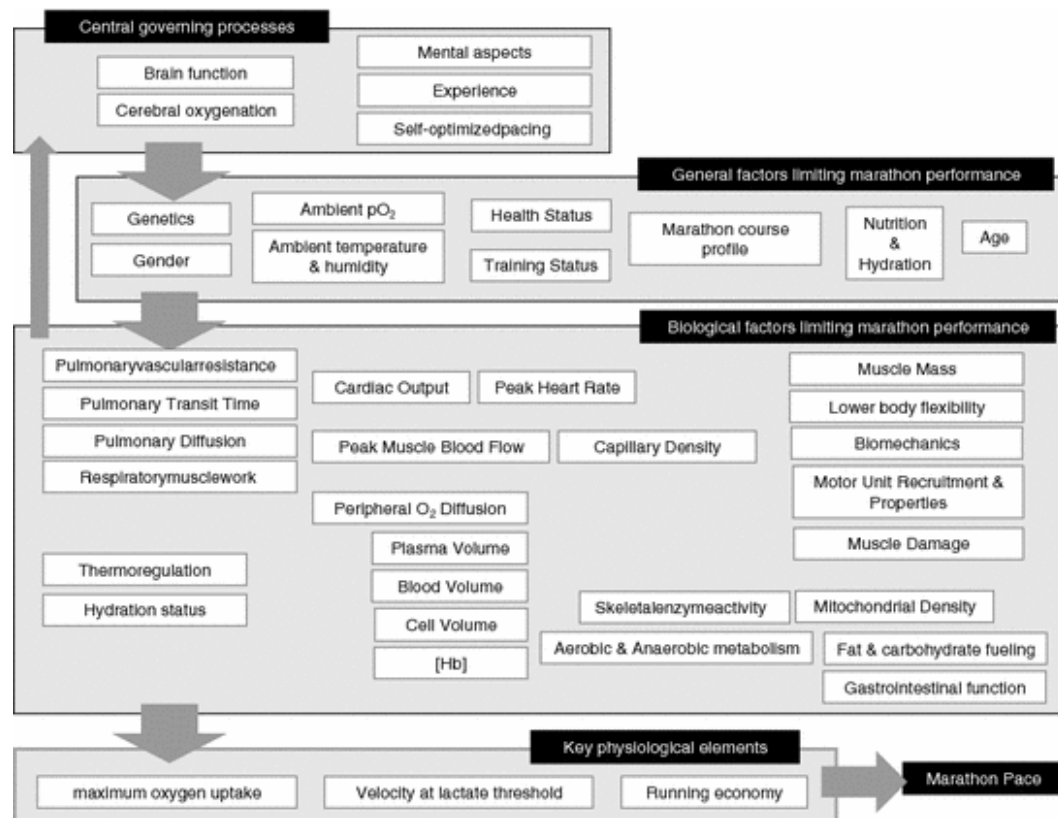 Central governing processes
Brain function
Cerebral oxygenation
Mental aspects
Experience
Self-optimizedpacing
General factors limiting marathon performance
Genetics
Gender
Ambient pO₂
Ambient temperature
& humidity
Health Status
Training Status
Marathon course
profile
Nutrition
&
Hydration
Age
Biological factors limiting marathon performance
Pulmonaryvascularresistance
Pulmonary Transit Time
Pulmonary Diffusion
Respiratorymusclework
Thermoregulation
Hydration status
Cardiac Output
Peak Heart Rate
Peak Muscle Blood Flow
Capillary Density
Peripheral O₂ Diffusion
Plasma Volume
Blood Volume
Cell Volume
[Hb]
Muscle Mass
Lower body flexibility
Biomechanics
Motor Unit Recruitment &
Properties
Muscle Damage
Skeletalenzymeactivity
Mitochondrial Density
Aerobic & Anaerobic metabolism
Fat & carbohydrate fueling
Gastrointestinal function
Key physiological elements
maximum oxygen uptake
Velocity at lactate threshold
Running economy
Marathon Pace